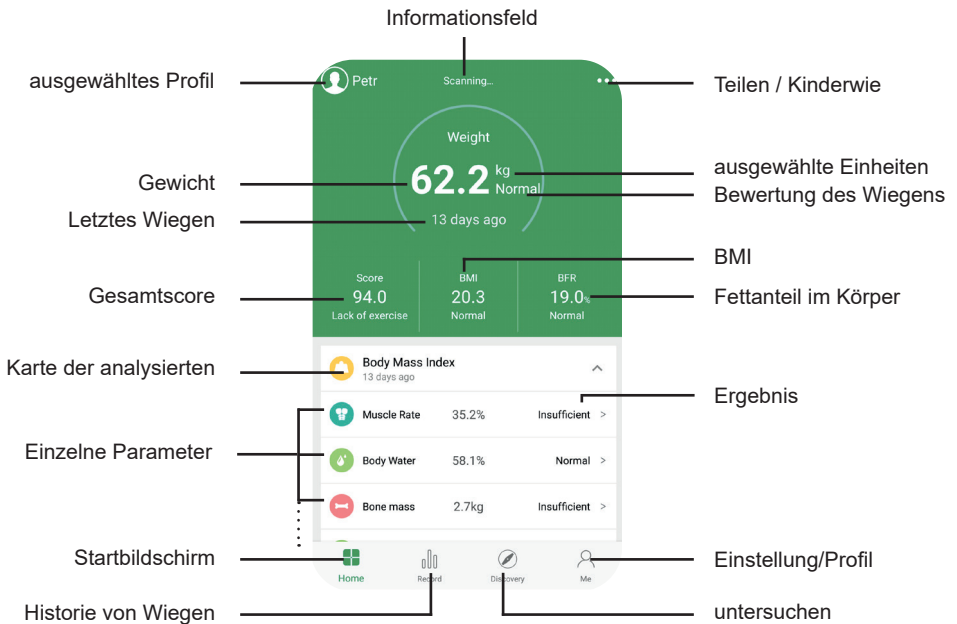 Informationsfeld
ausgewähltes Profil
Petr
Scanning...
Teilen / Kinderwie
Weight
62.2 kg
Normal
13 days ago
ausgewählte Einheiten
Bewertung des Wiegens
Gewicht
Letztes Wiegen
BMI
Gesamtscore
Fettanteil im Körper
Score
94.0
Lack of exercise
BMI
20.3
Normal
BFR
19.0%
Normal
Karte der analysierten
Body Mass Index
13 days ago
Ergebnis
Muscle Rate 35.2% Insufficient >
Einzelne Parameter
Body Water 58.1% Normal >
Bone mass 2.7kg Insufficient >
Startbildschirm
Home
Record
Discovery
Me
Einstellung/Profil
Historie von Wiegen
untersuchen